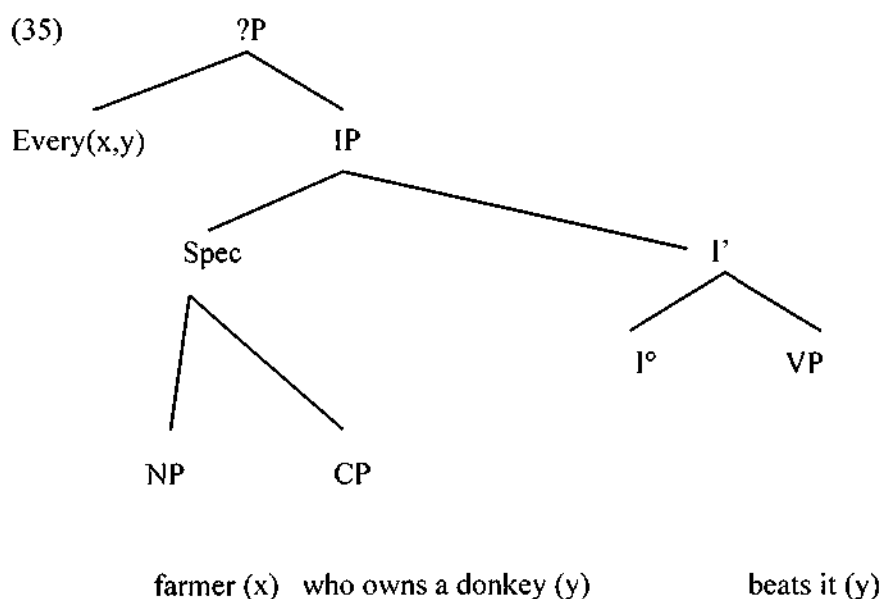 (35) ?P
Every(x,y) IP
Spec I’
I° VP
NP CP
farmer (x) who owns a donkey (y) beats it (y)